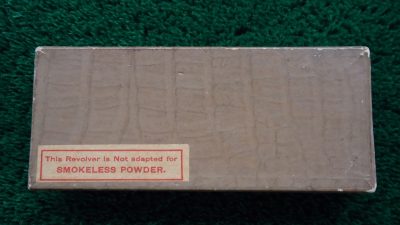 This Revolver is Not adapted for
SMOKELESS POWDER.